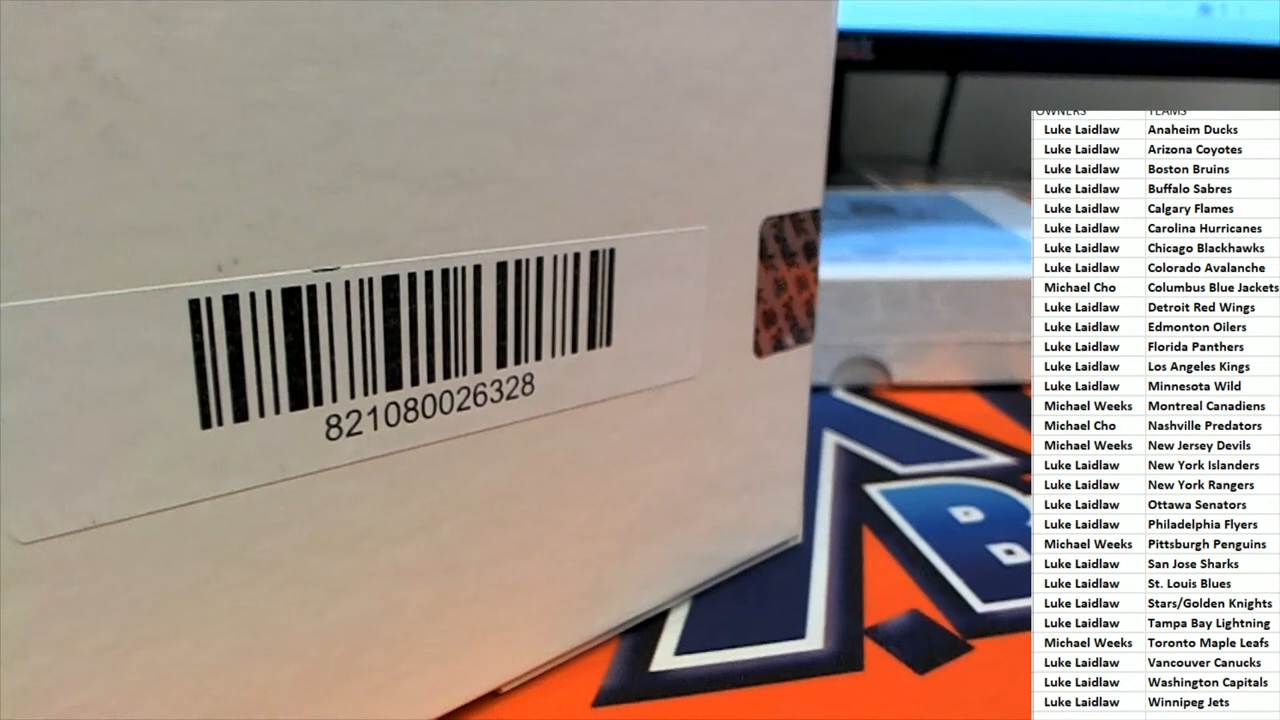 821080026328
OWNERS TEAMS
Luke Laidlaw Anaheim Ducks
Luke Laidlaw Arizona Coyotes
Luke Laidlaw Boston Bruins
Luke Laidlaw Buffalo Sabres
Luke Laidlaw Calgary Flames
Luke Laidlaw Carolina Hurricanes
Luke Laidlaw Chicago Blackhawks
Luke Laidlaw Colorado Avalanche
Michael Cho Columbus Blue Jackets
Luke Laidlaw Detroit Red Wings
Luke Laidlaw Edmonton Oilers
Luke Laidlaw Florida Panthers
Luke Laidlaw Los Angeles Kings
Luke Laidlaw Minnesota Wild
Michael Weeks Montreal Canadiens
Michael Cho Nashville Predators
Michael Weeks New Jersey Devils
Luke Laidlaw New York Islanders
Luke Laidlaw New York Rangers
Luke Laidlaw Ottawa Senators
Luke Laidlaw Philadelphia Flyers
Michael Weeks Pittsburgh Penguins
Luke Laidlaw San Jose Sharks
Luke Laidlaw St. Louis Blues
Luke Laidlaw Stars/Golden Knights
Luke Laidlaw Tampa Bay Lightning
Michael Weeks Toronto Maple Leafs
Luke Laidlaw Vancouver Canucks
Luke Laidlaw Washington Capitals
Luke Laidlaw Winnipeg Jets